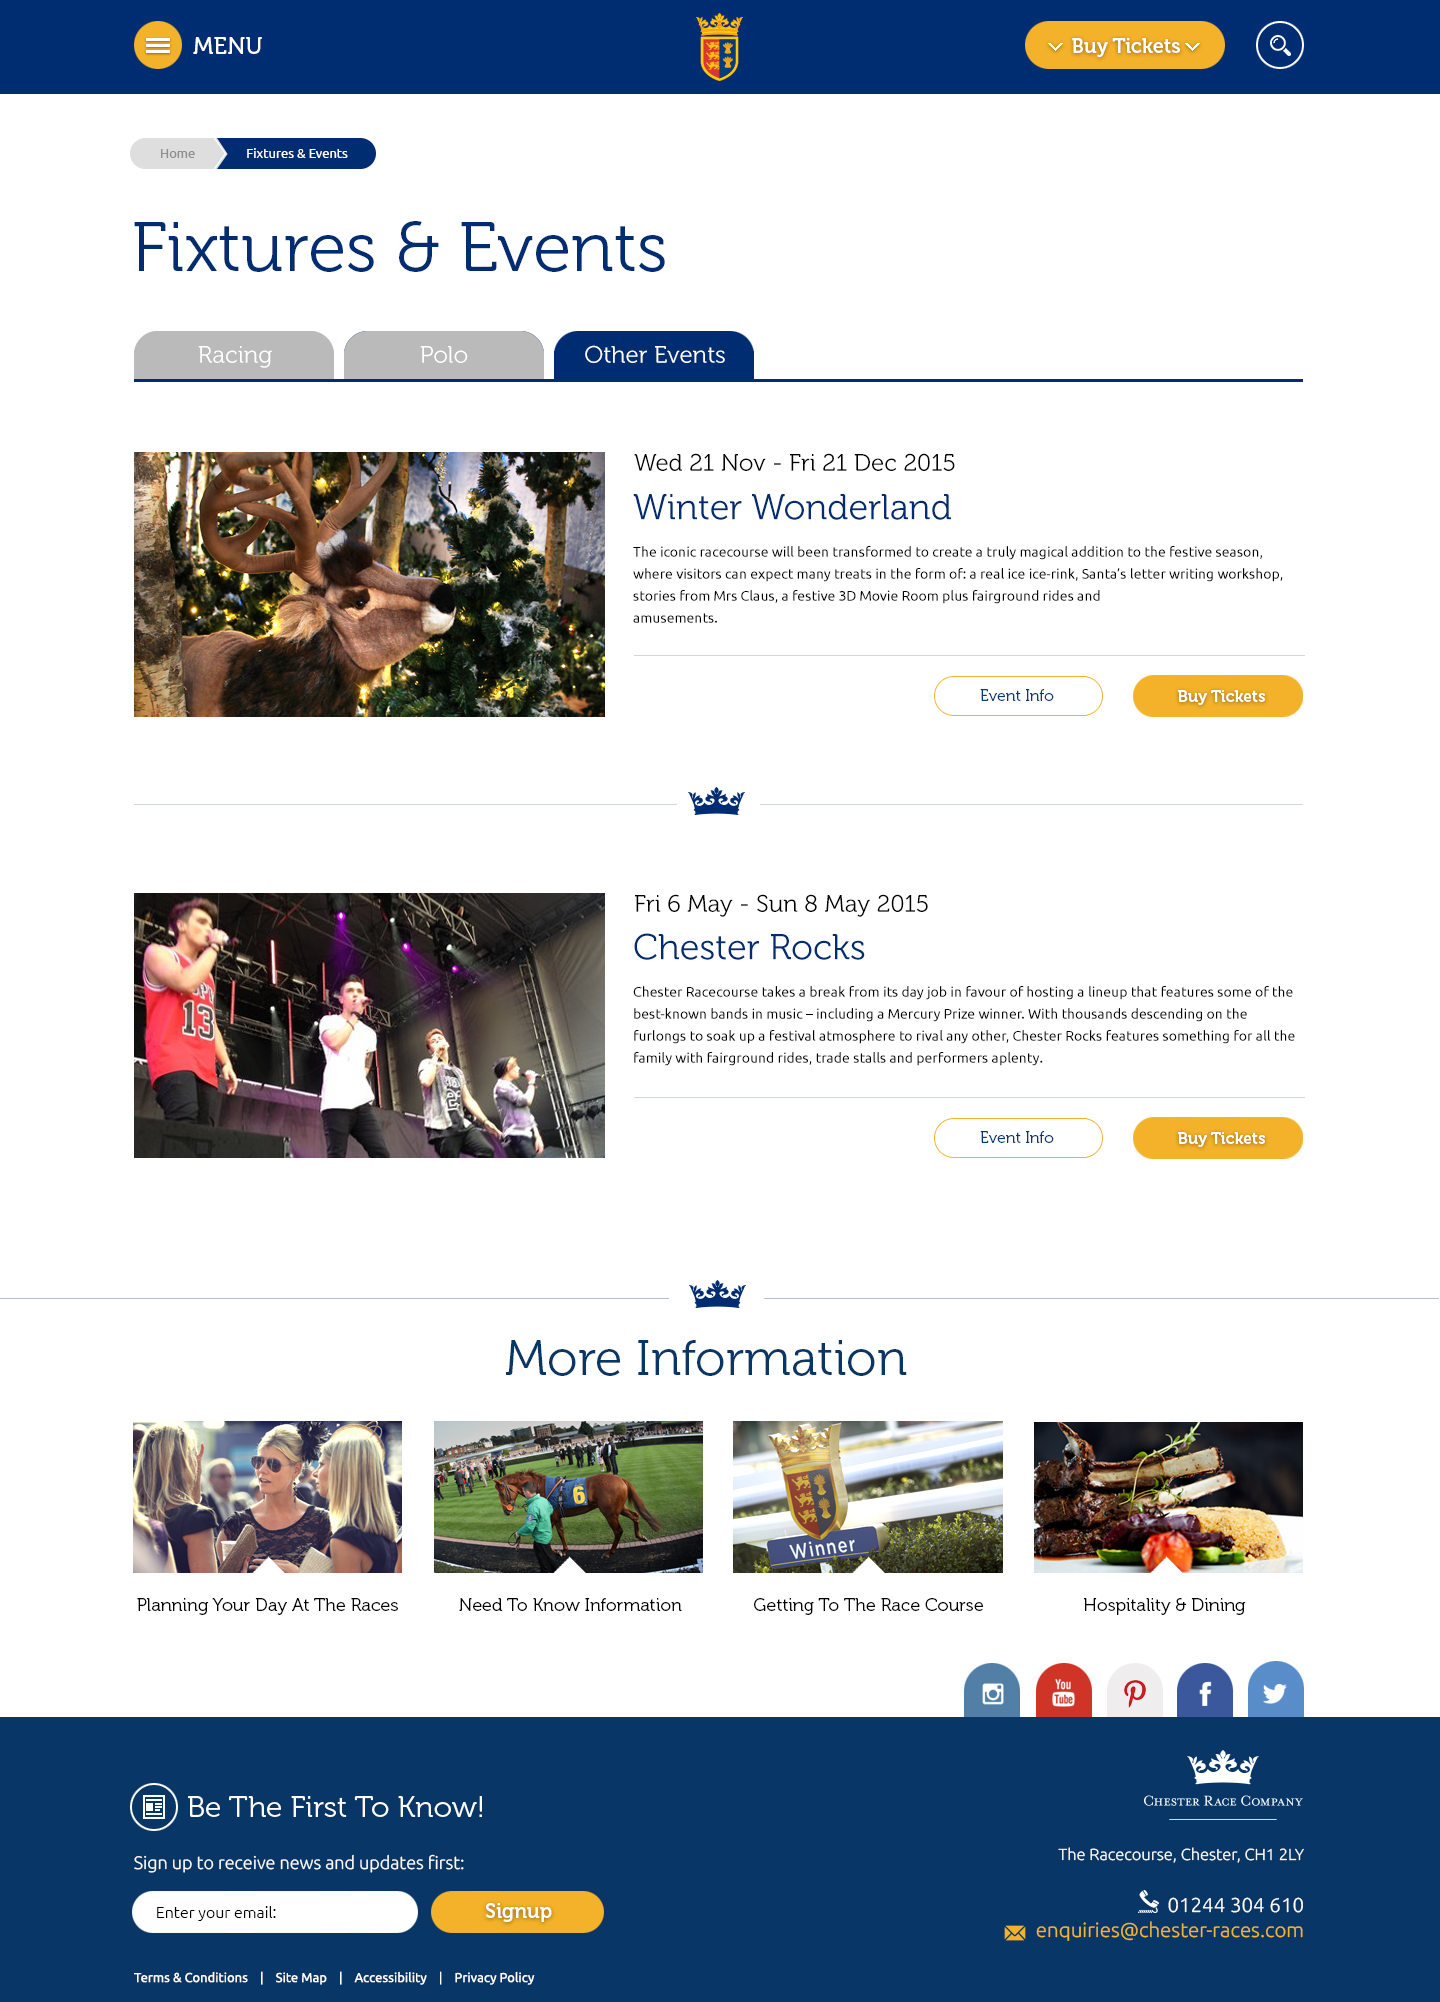 MENU
Buy Tickets
Home
Fixtures & Events
Fixtures & Events
Racing
Polo
Other Events
Wed 21 Nov - Fri 21 Dec 2015
Winter Wonderland
The iconic racecourse will been transformed to create a truly magical addition to the festive season,
where visitors can expect many treats in the form of: a real ice ice-rink, Santa’s letter writing workshop,
stories from Mrs Claus, a festive 3D Movie Room plus fairground rides and
amusements.
Event Info
Buy Tickets
13
Fri 6 May - Sun 8 May 2015
Chester Rocks
Chester Racecourse takes a break from its day job in favour of hosting a lineup that features some of the
best-known bands in music – including a Mercury Prize winner. With thousands descending on the
furlongs to soak up a festival atmosphere to rival any other, Chester Rocks features something for all the
family with fairground rides, trade stalls and performers aplenty.
Event Info
Buy Tickets
More Information
6
Winner
Planning Your Day At The Races
Need To Know Information
Getting To The Race Course
Hospitality & Dining
You
Tube
Be The First To Know!
Sign up to receive news and updates first:
Enter your email:
Signup
Terms & Conditions | Site Map | Accessibility | Privacy Policy
Chester Race Company
The Racecourse, Chester, CH1 2LY
01244 304 610
enquiries@chester-races.com